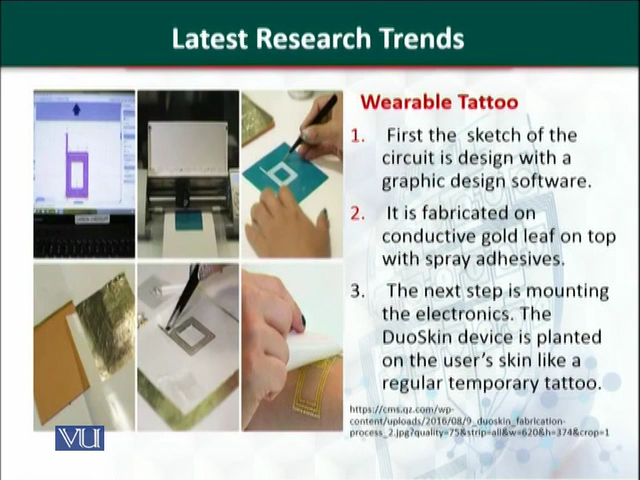 Latest Research Trends
Wearable Tattoo
1. First the sketch of the
circuit is design with a
graphic design software.
2. It is fabricated on
conductive gold leaf on top
with spray adhesives.
3. The next step is mounting
the electronics. The
DuoSkin device is planted
on the user's skin like a
regular temporary tattoo.
https://cms.qz.com/wp-
content/uploads/2016/08/9_duoskin_fabrication-
process_2.jpg?quality=75&strip=all&w=620&h=374&crop=1
VU